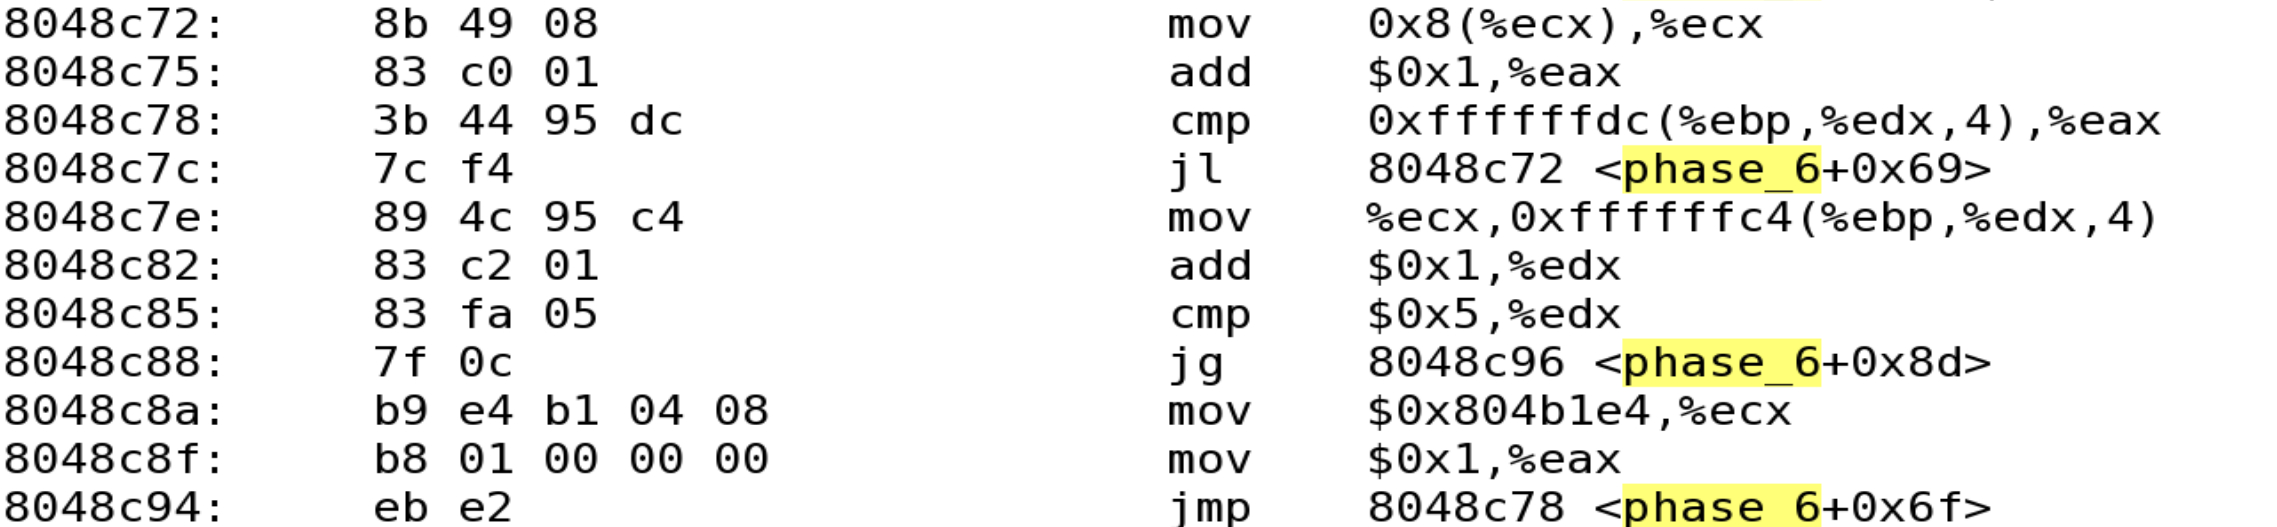 8048c72: 8b 49 08 mov 0x8(%ecx),%ecx
8048c75: 83 c0 01 add $0x1,%eax
8048c78: 3b 44 95 dc cmp 0xffffffdc(%ebp,%edx,4),%eax
8048c7c: 7c f4 jl 8048c72 <phase_6+0x69>
8048c7e: 89 4c 95 c4 mov %ecx,0xffffffc4(%ebp,%edx,4)
8048c82: 83 c2 01 add $0x1,%edx
8048c85: 83 fa 05 cmp $0x5,%edx
8048c88: 7f 0c jg 8048c96 <phase_6+0x8d>
8048c8a: b9 e4 b1 04 08 mov $0x804b1e4,%ecx
8048c8f: b8 01 00 00 00 mov $0x1,%eax
8048c94: eb e2 jmp 8048c78 <phase_6+0x6f>